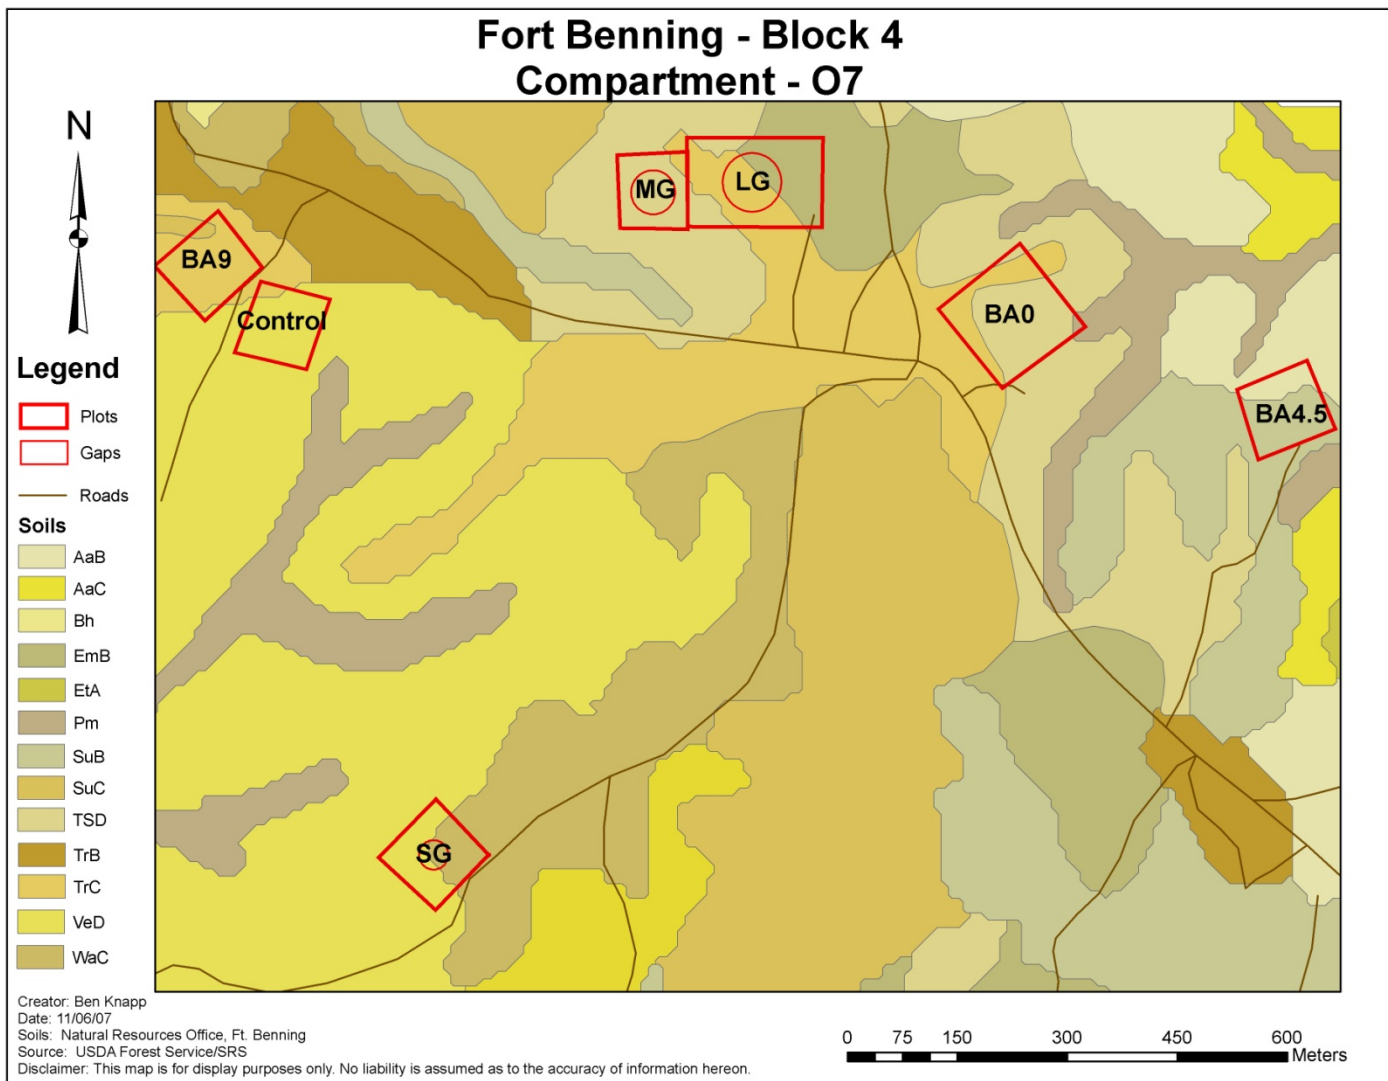 Fort Benning - Block 4
Compartment - O7
N
MG
LG
BA9
Control
BA0
BA4.5
SG
Legend
Plots
Gaps
Roads
Soils
AaB
AaC
Bh
EmB
EtA
Pm
SuB
SuC
TSD
TrB
TrC
VeD
WaC
Creator: Ben Knapp
Date: 11/06/07
Soils: Natural Resources Office, Ft. Benning
Source: USDA Forest Service/SRS
Disclaimer: This map is for display purposes only. No liability is assumed as to the accuracy of information hereon.
0 75 150 300 450 600
Meters